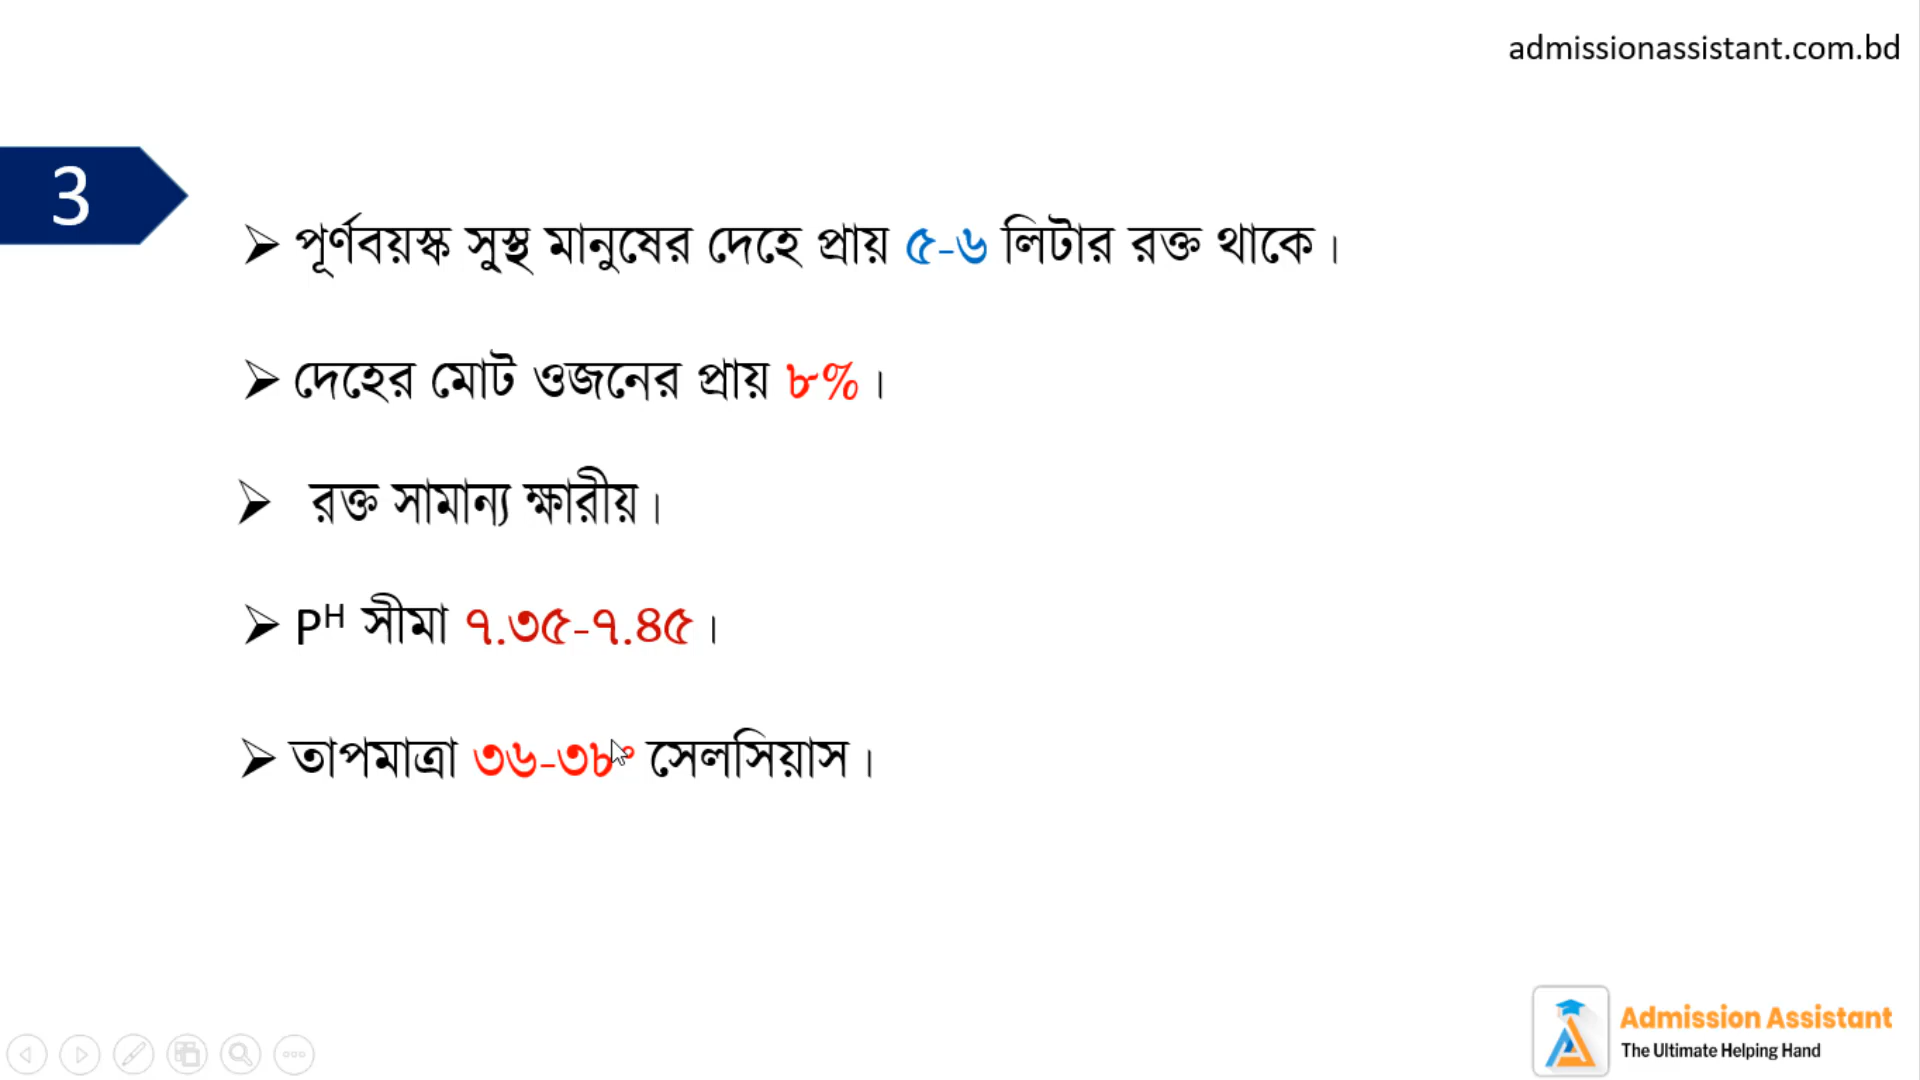 admissionassistant.com.bd
3
➢ পূর্ণবয়স্ক সুস্থ মানুষের দেহে প্রায় ৫-৬ লিটার রক্ত থাকে।
➢ দেহের মোট ওজনের প্রায় ৮%।
➢ রক্ত সামান্য ক্ষারীয়।
➢ Pᴴ সীমা ৭.৩৫-৭.৪৫।
➢ তাপমাত্রা ৩৬-৩৮° সেলসিয়াস।
Admission Assistant
The Ultimate Helping Hand